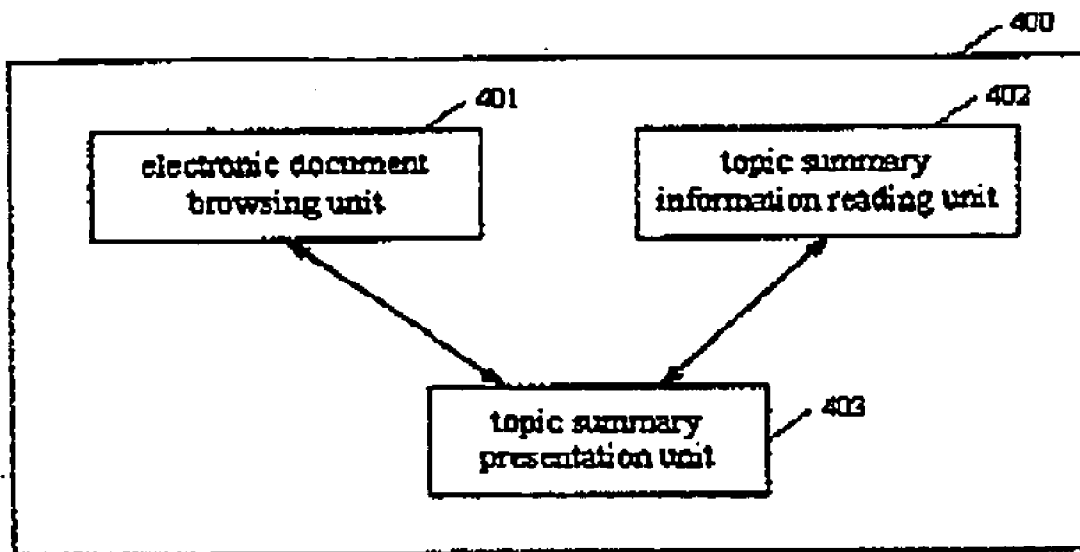 400
401
402
electronic document
browsing unit
topic summary
information reading unit
403
topic summary
presentation unit